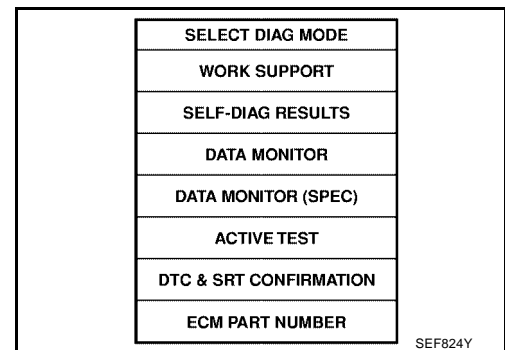 SELECT DIAG MODE
WORK SUPPORT
SELF-DIAG RESULTS
DATA MONITOR
DATA MONITOR (SPEC)
ACTIVE TEST
DTC & SRT CONFIRMATION
ECM PART NUMBER
SEF824Y